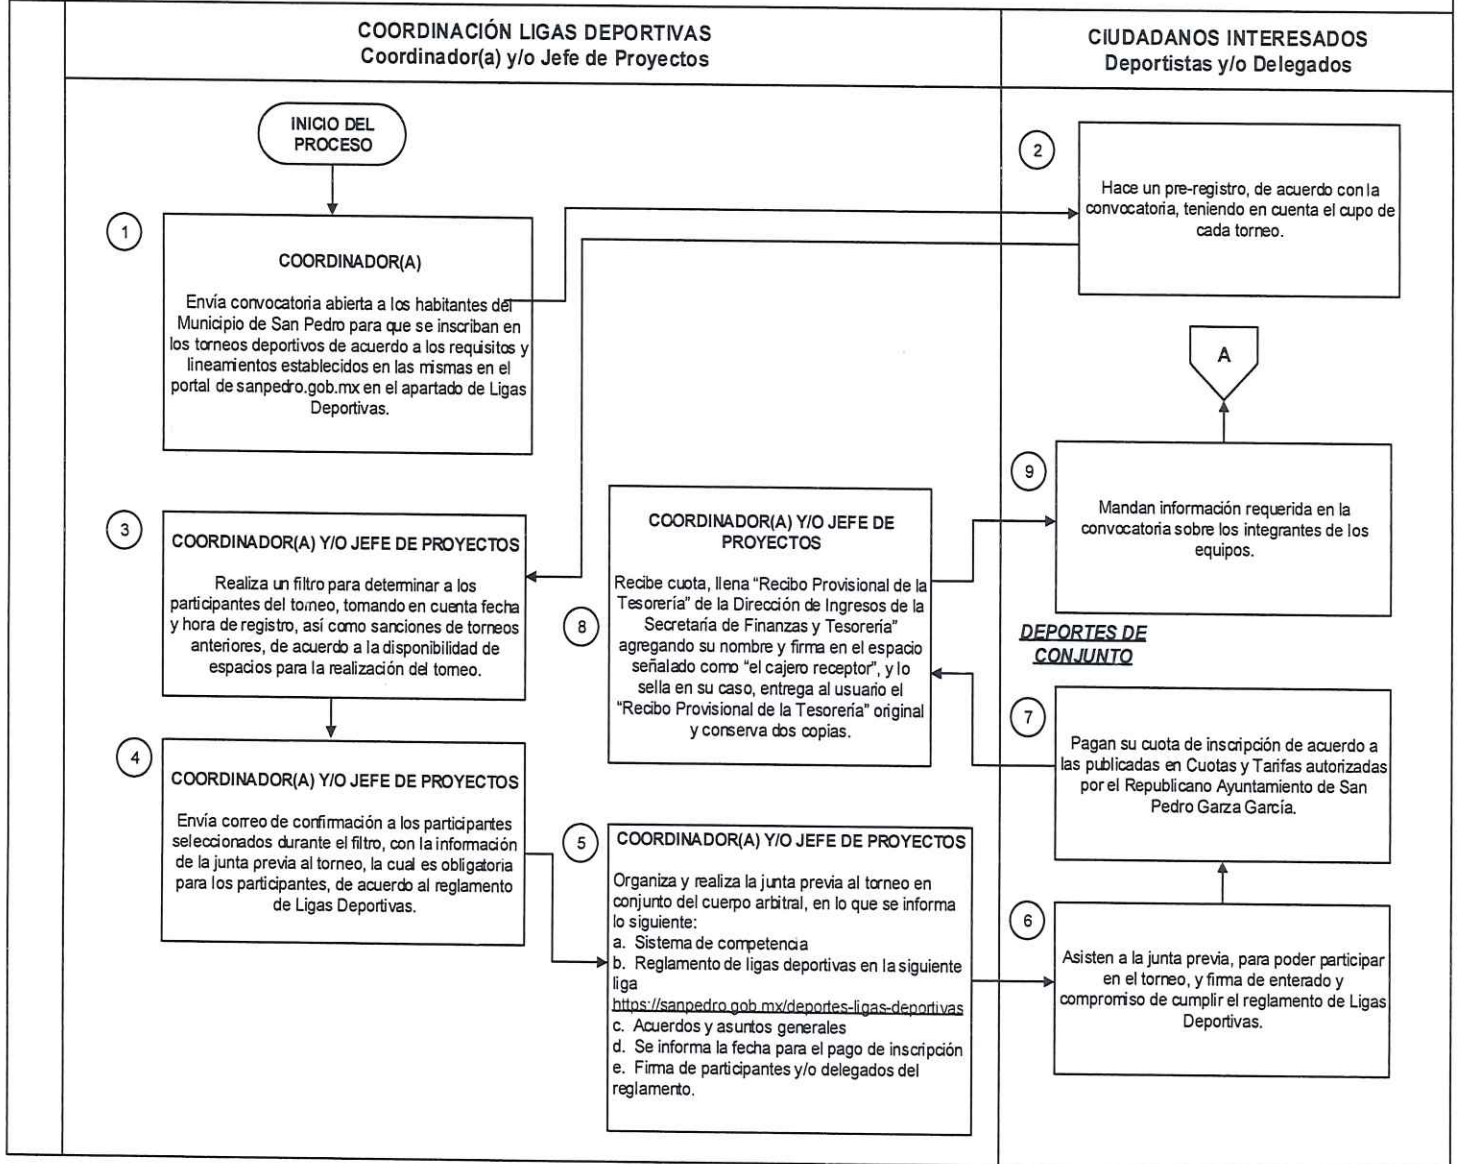 COORDINACIÓN LIGAS DEPORTIVAS
Coordinador(a) y/o Jefe de Proyectos
CIUDADANOS INTERESADOS
Deportistas y/o Delegados
INICIO DEL
PROCESO
1
COORDINADOR(A)
Envía convocatoria abierta a los habitantes del
Municipio de San Pedro para que se inscriban en
los torneos deportivos de acuerdo a los requisitos y
lineamientos establecidos en las mismas en el
portal de sanpedro.gob.mx en el apartado de Ligas
Deportivas.
2
Hace un pre-registro, de acuerdo con la
convocatoria, teniendo en cuenta el cupo de
cada torneo.
3
COORDINADOR(A) Y/O JEFE DE PROYECTOS
Realiza un filtro para determinar a los
participantes del torneo, tomando en cuenta fecha
y hora de registro, así como sanciones de torneos
anteriores, de acuerdo a la disponibilidad de
espacios para la realización del torneo.
4
COORDINADOR(A) Y/O JEFE DE PROYECTOS
Envía correo de confirmación a los participantes
seleccionados durante el filtro, con la información
de la junta previa al torneo, la cual es obligatoria
para los participantes, de acuerdo al reglamento
de Ligas Deportivas.
5
COORDINADOR(A) Y/O JEFE DE PROYECTOS
Organiza y realiza la junta previa al torneo en
conjunto del cuerpo arbitral, en lo que se informa
lo siguiente:
a. Sistema de competencia
b. Reglamento de ligas deportivas en la siguiente
liga
https://sanpedro.gob.mx/deportes-ligas-deportivas
c. Acuerdos y asuntos generales
d. Se informa la fecha para el pago de inscripción
e. Firma de participantes y/o delegados del
reglamento.
6
Asisten a la junta previa, para poder participar
en el torneo, y firma de enterado y
compromiso de cumplir el reglamento de Ligas
Deportivas.
7
Pagan su cuota de inscripción de acuerdo a
las publicadas en Cuotas y Tarifas autorizadas
por el Republicano Ayuntamiento de San
Pedro Garza García.
DEPORTES DE
CONJUNTO
8
COORDINADOR(A) Y/O JEFE DE
PROYECTOS
Recibe cuota, llena “Recibo Provisional de la
Tesorería” de la Dirección de Ingresos de la
Secretaría de Finanzas y Tesorería”
agregando su nombre y firma en el espacio
señalado como “el cajero receptor”, y lo
sella en su caso, entrega al usuario el
“Recibo Provisional de la Tesorería” original
y conserva dos copias.
9
Mandan información requerida en la
convocatoria sobre los integrantes de los
equipos.
A